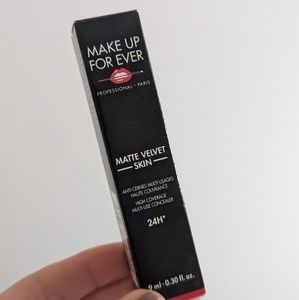 MAKE UP
FOR EVER
PROFESSIONAL - PARIS
MATTE VELVET
SKIN
ANTI-CERNES MULTI-USAGES
HAUTE COUVRANCE
HIGH COVERAGE
MULTI-USE CONCEALER
24H*
9 ml - 0.30 fl. oz.